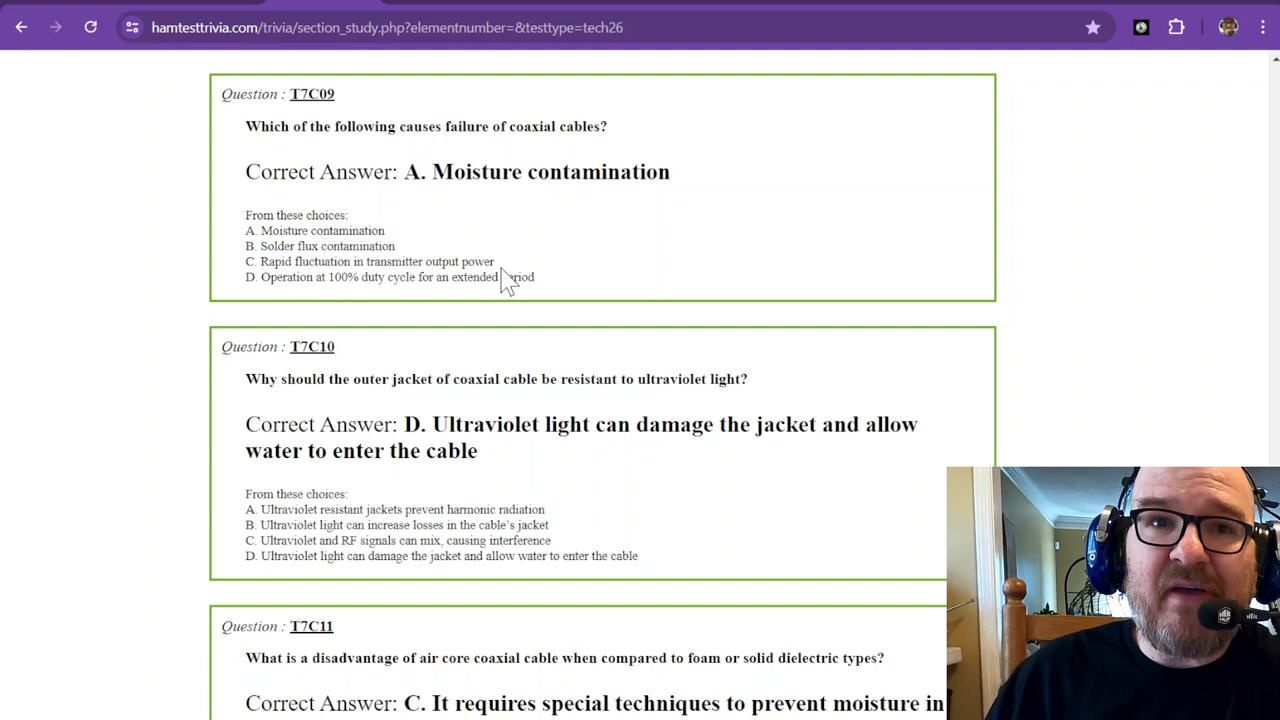 hamtesttrivia.com/trivia/section_study.php?elementnumber=&testtype=tech26
Question : T7C09
Which of the following causes failure of coaxial cables?
Correct Answer: A. Moisture contamination
From these choices:
A. Moisture contamination
B. Solder flux contamination
C. Rapid fluctuation in transmitter output power
D. Operation at 100% duty cycle for an extended period
Question : T7C10
Why should the outer jacket of coaxial cable be resistant to ultraviolet light?
Correct Answer: D. Ultraviolet light can damage the jacket and allow
water to enter the cable
From these choices:
A. Ultraviolet resistant jackets prevent harmonic radiation
B. Ultraviolet light can increase losses in the cable’s jacket
C. Ultraviolet and RF signals can mix, causing interference
D. Ultraviolet light can damage the jacket and allow water to enter the cable
Question : T7C11
What is a disadvantage of air core coaxial cable when compared to foam or solid dielectric types?
Correct Answer: C. It requires special techniques to prevent moisture in